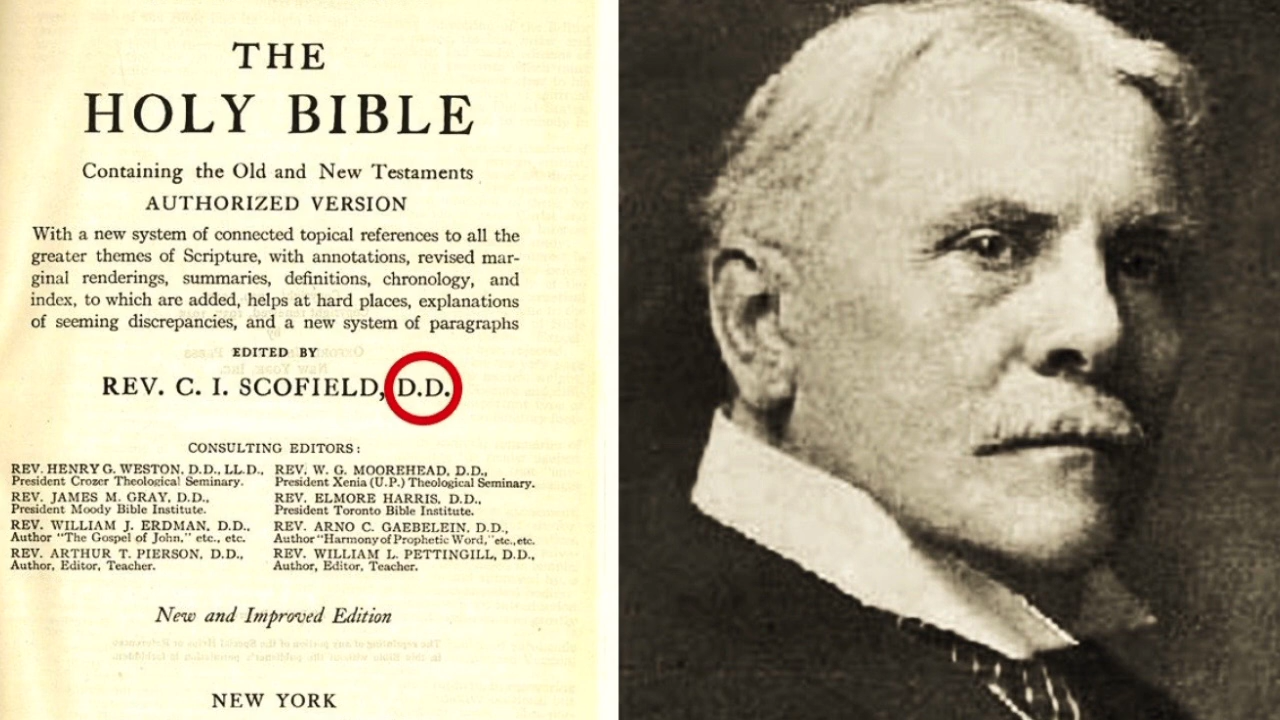 THE
HOLY BIBLE
Containing the Old and New Testaments
AUTHORIZED VERSION
With a new system of connected topical references to all the
greater themes of Scripture, with annotations, revised mar-
ginal renderings, summaries, definitions, chronology, and
index, to which are added, helps at hard places, explanations
of seeming discrepancies, and a new system of paragraphs
EDITED BY
REV. C. I. SCOFIELD, D.D.
CONSULTING EDITORS:
REV. HENRY G. WESTON, D.D., LL.D.,
President Crozer Theological Seminary.
REV. JAMES M. GRAY, D.D.,
President Moody Bible Institute.
REV. WILLIAM J. ERDMAN, D.D.,
Author "The Gospel of John," etc., etc.
REV. ARTHUR T. PIERSON, D.D.,
Author, Editor, Teacher.
REV. W. G. MOOREHEAD, D.D.,
President Xenia (U.P.) Theological Seminary.
REV. ELMORE HARRIS, D.D.,
President Toronto Bible Institute.
REV. ARNO C. GAEBELEIN, D.D.,
Author "Harmony of Prophetic Word," etc., etc.
REV. WILLIAM L. PETTINGILL, D.D.,
Author, Editor, Teacher.
New and Improved Edition
NEW YORK